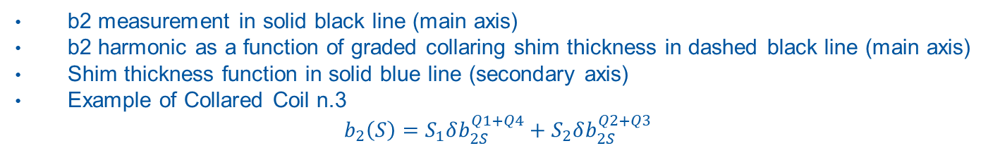 • b2 measurement in solid black line (main axis)
• b2 harmonic as a function of graded collaring shim thickness in dashed black line (main axis)
• Shim thickness function in solid blue line (secondary axis)
• Example of Collared Coil n.3
$b_2(S) = S_1 \delta b_{2S}^{Q1+Q4} + S_2 \delta b_{2S}^{Q2+Q3}$